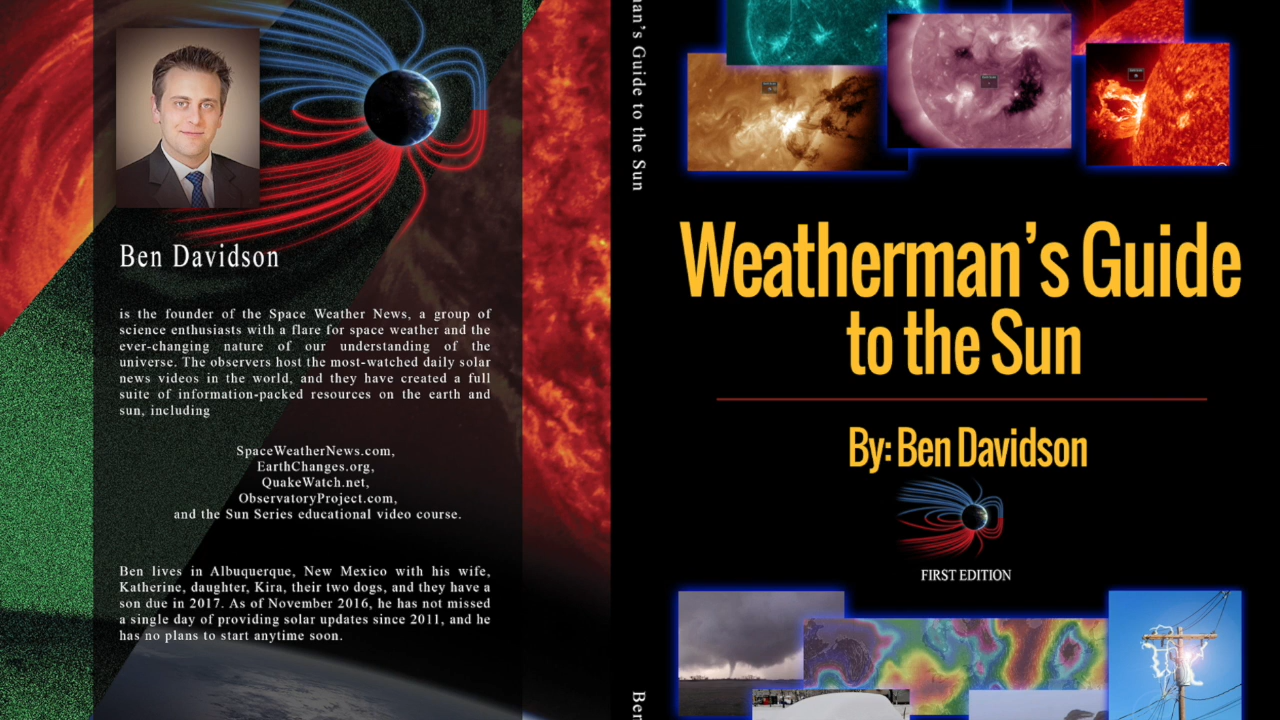 Ben Davidson
is the founder of the Space Weather News, a group of
science enthusiasts with a flare for space weather and the
ever-changing nature of our understanding of the
universe. The observers host the most-watched daily solar
news videos in the world, and they have created a full
suite of information-packed resources on the earth and
sun, including
SpaceWeatherNews.com,
EarthChanges.org,
QuakeWatch.net,
ObservatoryProject.com,
and the Sun Series educational video course.
Ben lives in Albuquerque, New Mexico with his wife,
Katherine, daughter, Kira, their two dogs, and they have a
son due in 2017. As of November 2016, he has not missed
a single day of providing solar updates since 2011, and he
has no plans to start anytime soon.
man's Guide to the Sun
Ben
Weatherman's Guide
to the Sun
By: Ben Davidson
FIRST EDITION